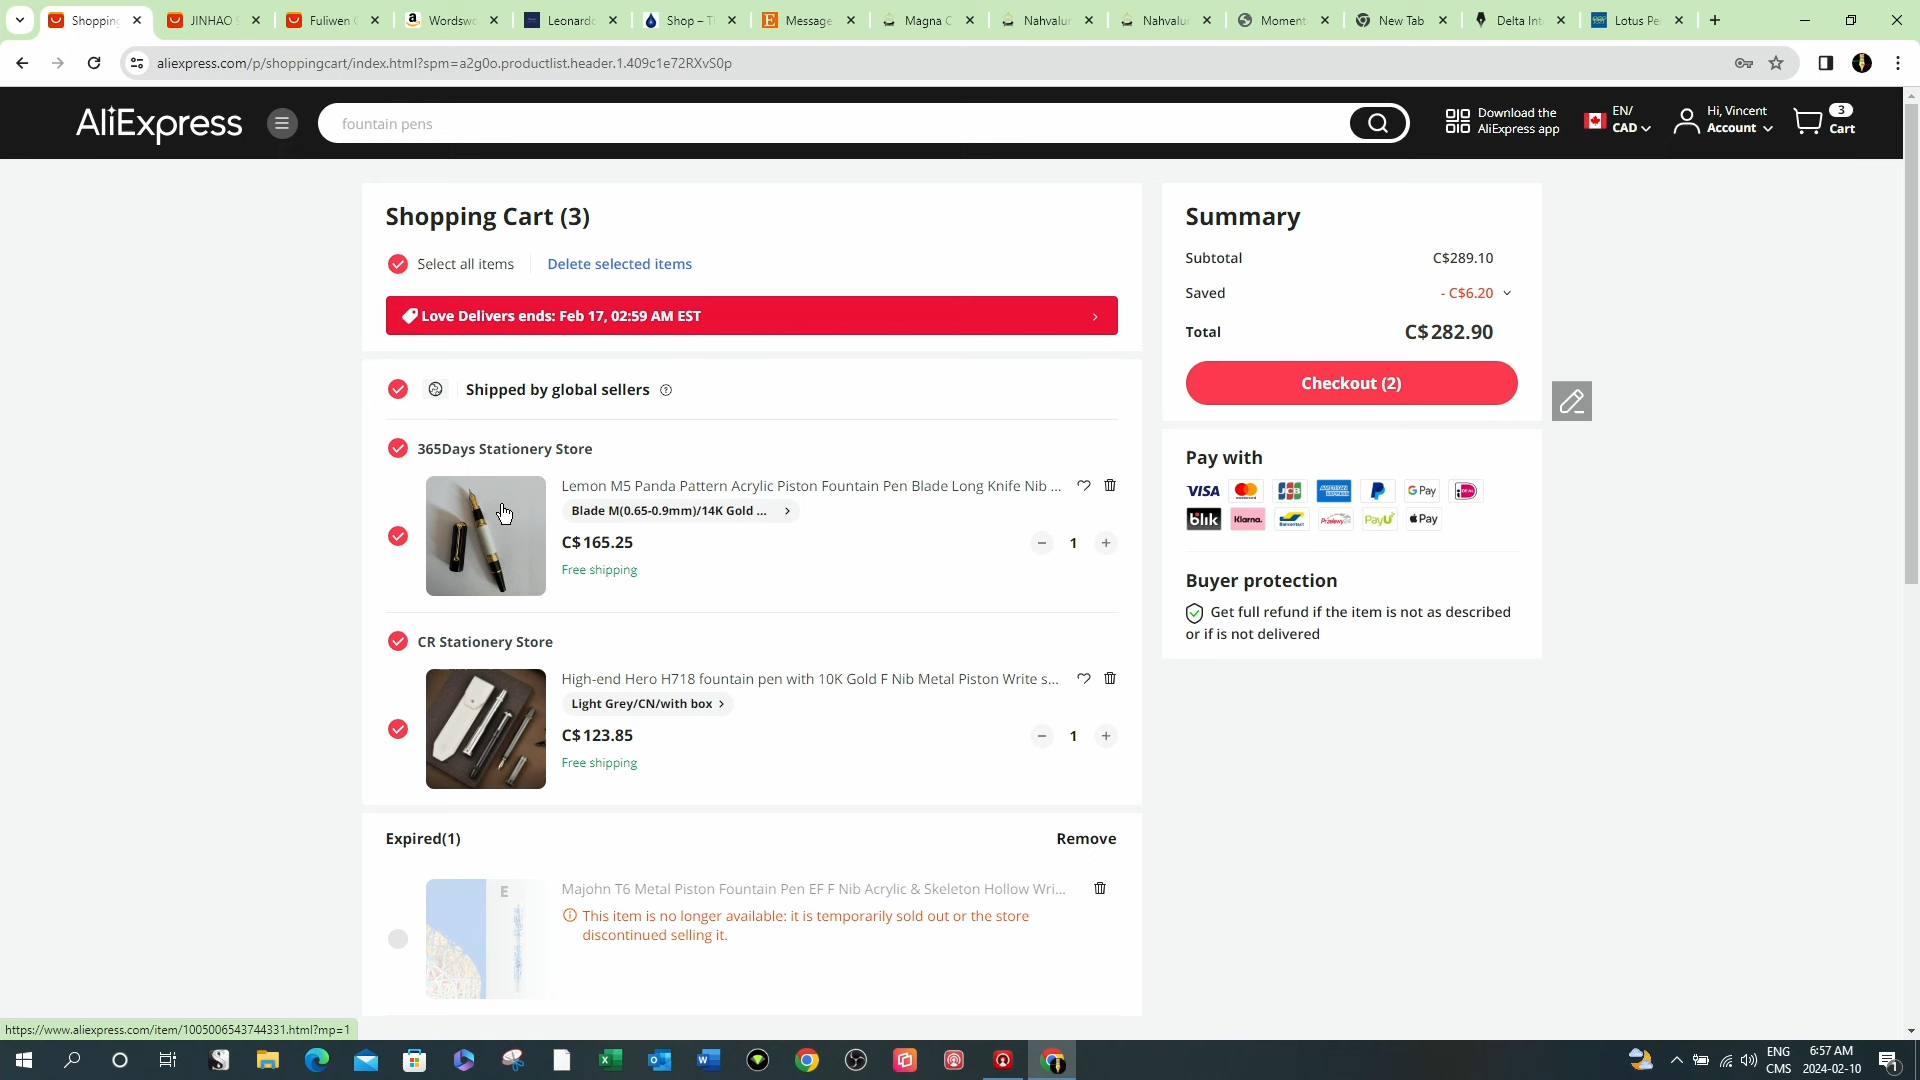 Shopping
JINHAO
Fuliwen
Wordswo
Leonardo
Shop – T
Message
Magna C
Nahvalur
Nahvalur
Moment
New Tab
Delta Int
Lotus Pe
aliexpress.com/p/shoppingcart/index.html?spm=a2g0o.productlist.header.1.409c1e72RXvS0p
AliExpress
fountain pens
Download the
AliExpress app
EN/
CAD
Hi, Vincent
Account
3
Cart
Shopping Cart (3)
Select all items
Delete selected items
Love Delivers ends: Feb 17, 02:59 AM EST
Shipped by global sellers
365Days Stationery Store
Lemon M5 Panda Pattern Acrylic Piston Fountain Pen Blade Long Knife Nib ...
Blade M(0.65-0.9mm)/14K Gold ...
C$165.25
− 1 +
Free shipping
CR Stationery Store
High-end Hero H718 fountain pen with 10K Gold F Nib Metal Piston Write s...
Light Grey/CN/with box
C$123.85
− 1 +
Free shipping
Expired(1)
Remove
E
Majohn T6 Metal Piston Fountain Pen EF F Nib Acrylic & Skeleton Hollow Wri...
This item is no longer available: it is temporarily sold out or the store
discontinued selling it.
Summary
Subtotal C$289.10
Saved - C$6.20
Total C$282.90
Checkout (2)
Pay with
VISA
JCB
PayPal
G Pay
iDEAL
blik
Klarna.
Bancontact
PayU
Pay
Buyer protection
Get full refund if the item is not as described
or if is not delivered
https://www.aliexpress.com/item/1005006543744331.html?mp=1
ENG
CMS
6:57 AM
2024-02-10
1